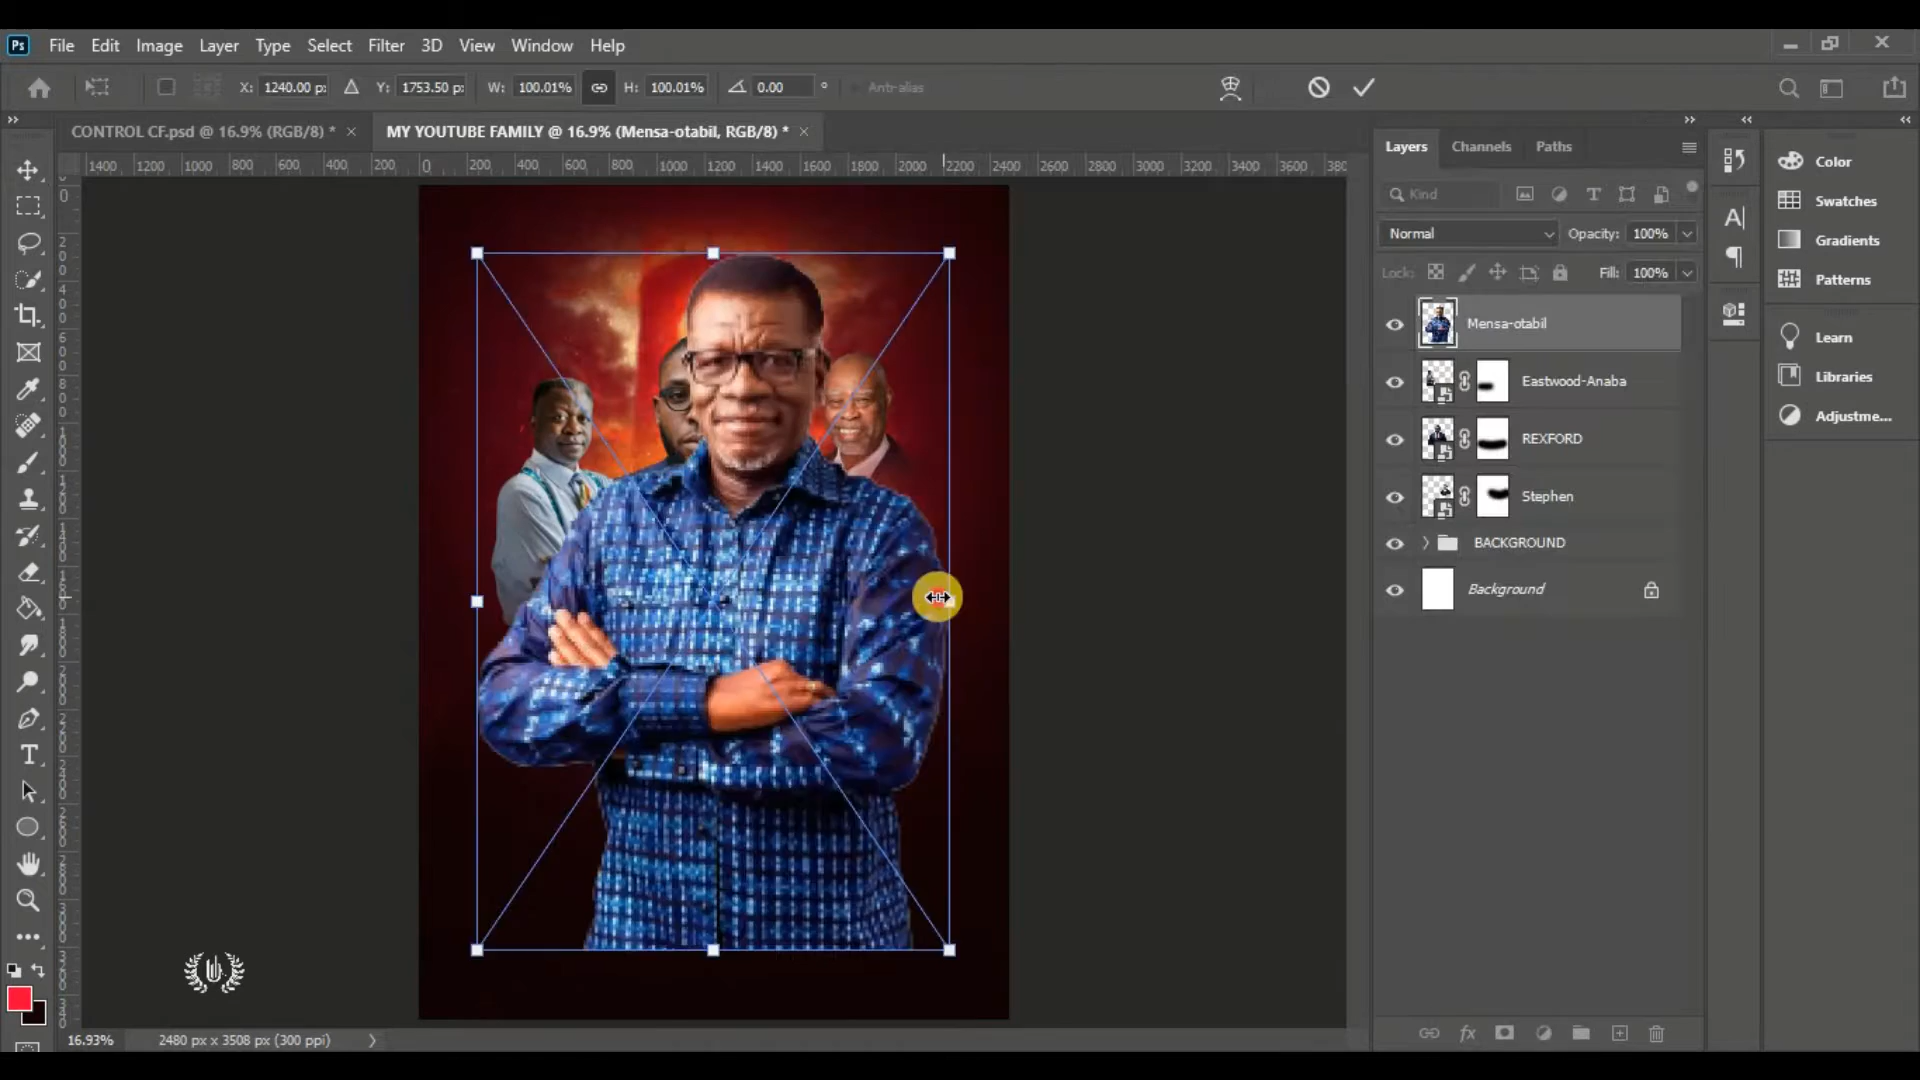 Ps File Edit Image Layer Type Select Filter 3D View Window Help
X: 1240.00 p: Y: 1753.50 p: W: 100.01% H: 100.01% 0.00 ° Anti-alias
CONTROL CF.psd @ 16.9% (RGB/8) * × MY YOUTUBE FAMILY @ 16.9% (Mensa-otabil, RGB/8) * ×
1400 1200 1000 800 600 400 200 0 200 400 600 800 1000 1200 1400 1600 1800 2000 2200 2400 2600 2800 3000 3200 3400 3600
Layers Channels Paths
Kind
Normal Opacity: 100%
Lock: Fill: 100%
Mensa-otabil
Eastwood-Anaba
REXFORD
Stephen
BACKGROUND
Background
Color
Swatches
Gradients
Patterns
Learn
Libraries
Adjustme...
16.93% 2480 px x 3508 px (300 ppi)